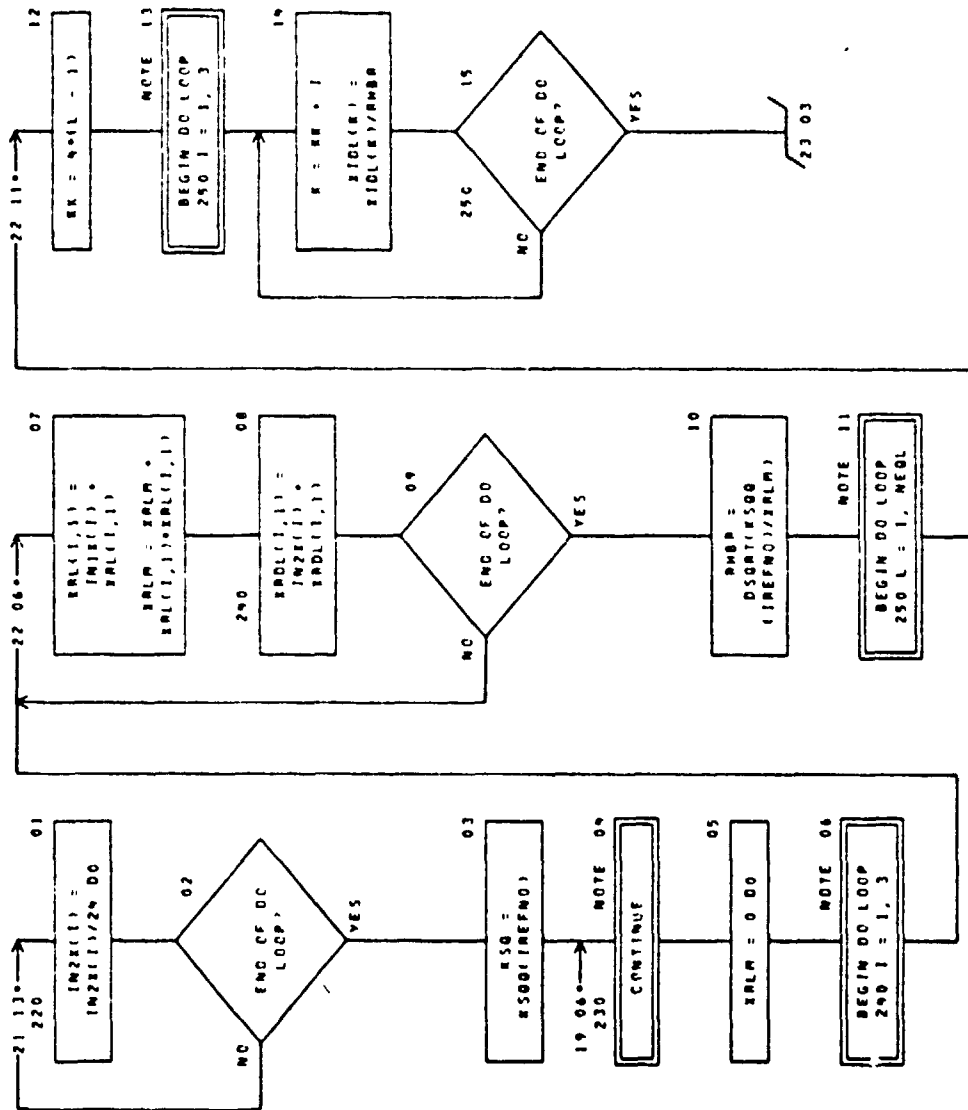 21 13*
220
01
IN2X(I) =
IN2X(I)/24 D0
02
END OF DO
LOOP?
NO
YES
03
RSQ =
RSQQ(IREFNO)
19 06*
230
NOTE 04
CONTINUE
05
XRLM = 0 D0
NOTE 06
BEGIN DO LOOP
240 I = 1, 3
22 06*
07
XRL(I,1) =
IN1X(I) *
XRL(I,1)
XRLM = XRLM +
XRL(I,1)*XRL(I,1)
240
08
XRDL(I,1) =
IN2X(I) *
XRDL(I,1)
09
END OF DO
LOOP?
NO
YES
10
RMBR =
DSQRT(RSQQ
(IREFNO)/XRLM)
NOTE 11
BEGIN DO LOOP
250 L = 1, NEQL
22 11*
12
KK = 4*(L - 1)
NOTE 13
BEGIN DO LOOP
250 I = 1, 3
14
K = KK + I
XIDL(K) =
XIDL(K)/RMBR
250
15
END OF DO
LOOP?
NO
YES
23 03